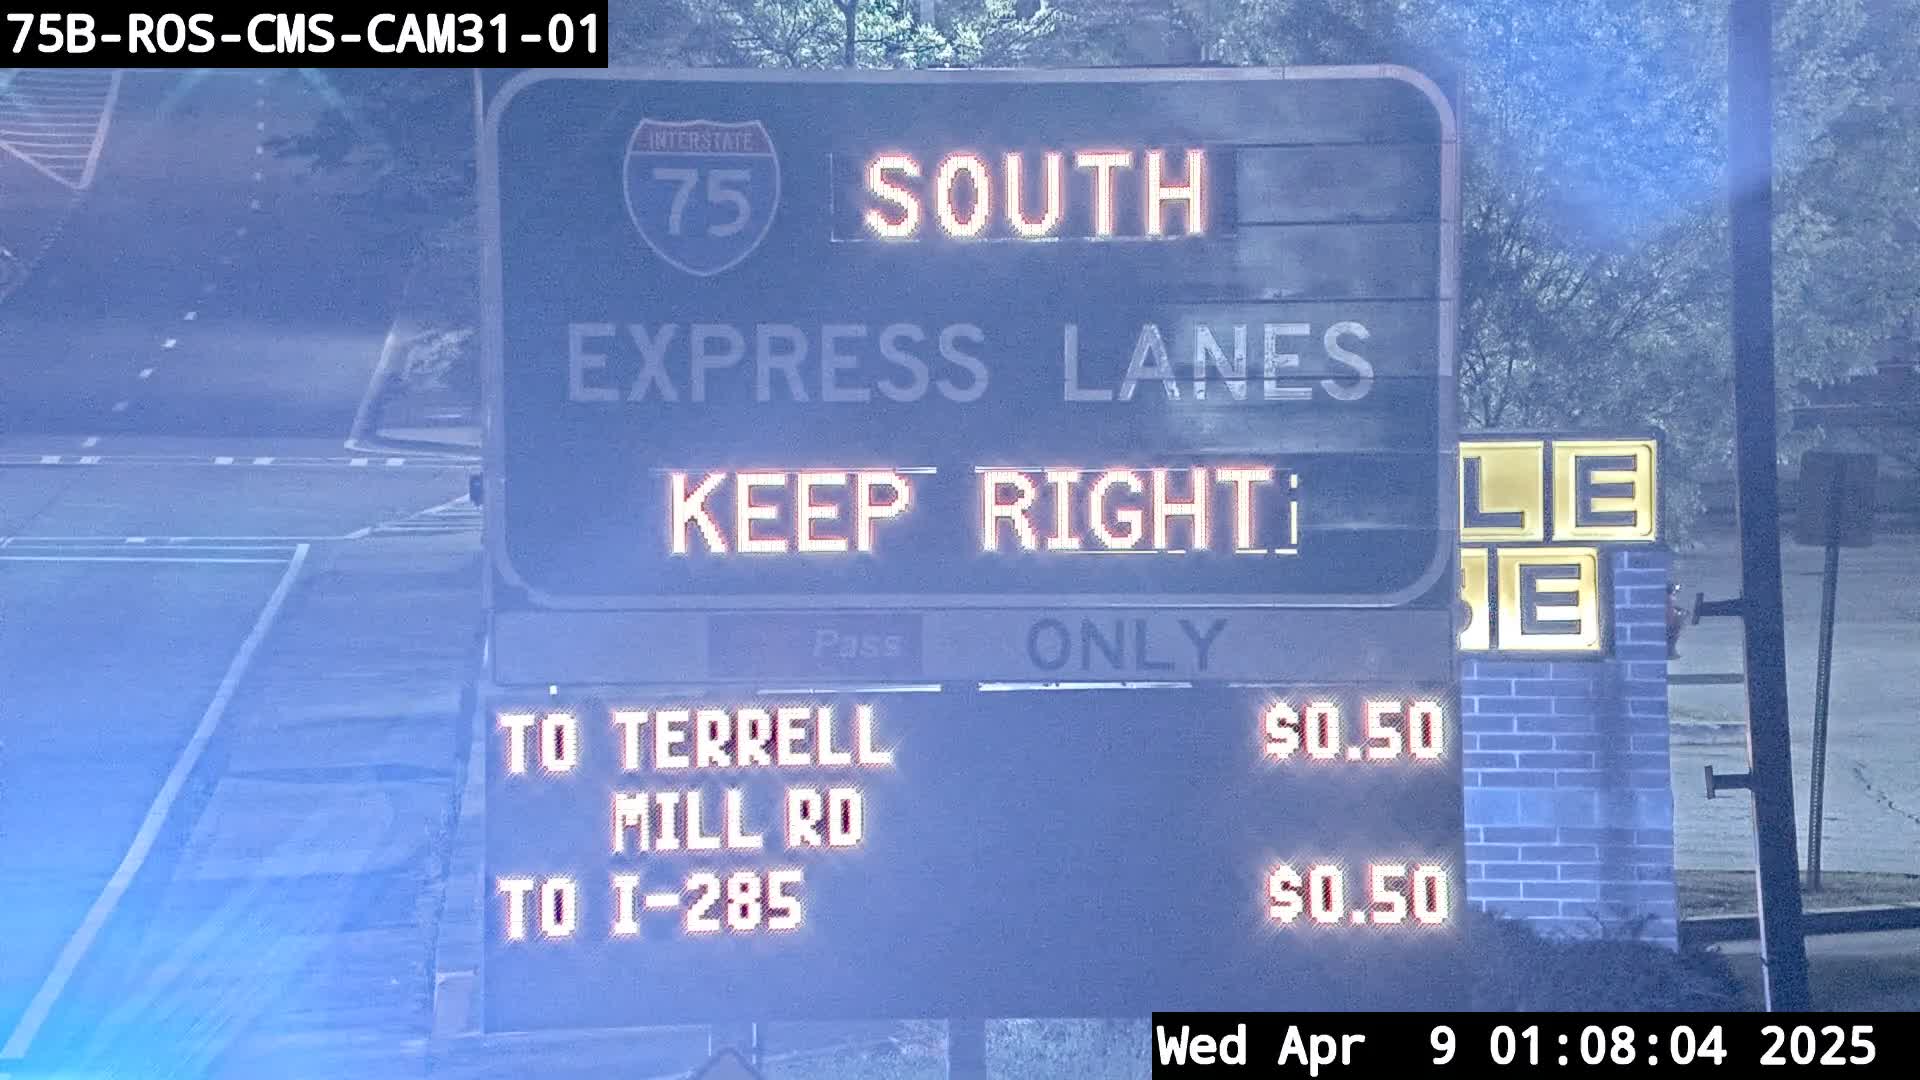 75B-ROS-CMS-CAM31-01
INTERSTATE
75
SOUTH
EXPRESS LANES
KEEP RIGHT
LE
E
Pass ONLY
TO TERRELL $0.50
MILL RD
TO I-285 $0.50
Wed Apr 9 01:08:04 2025